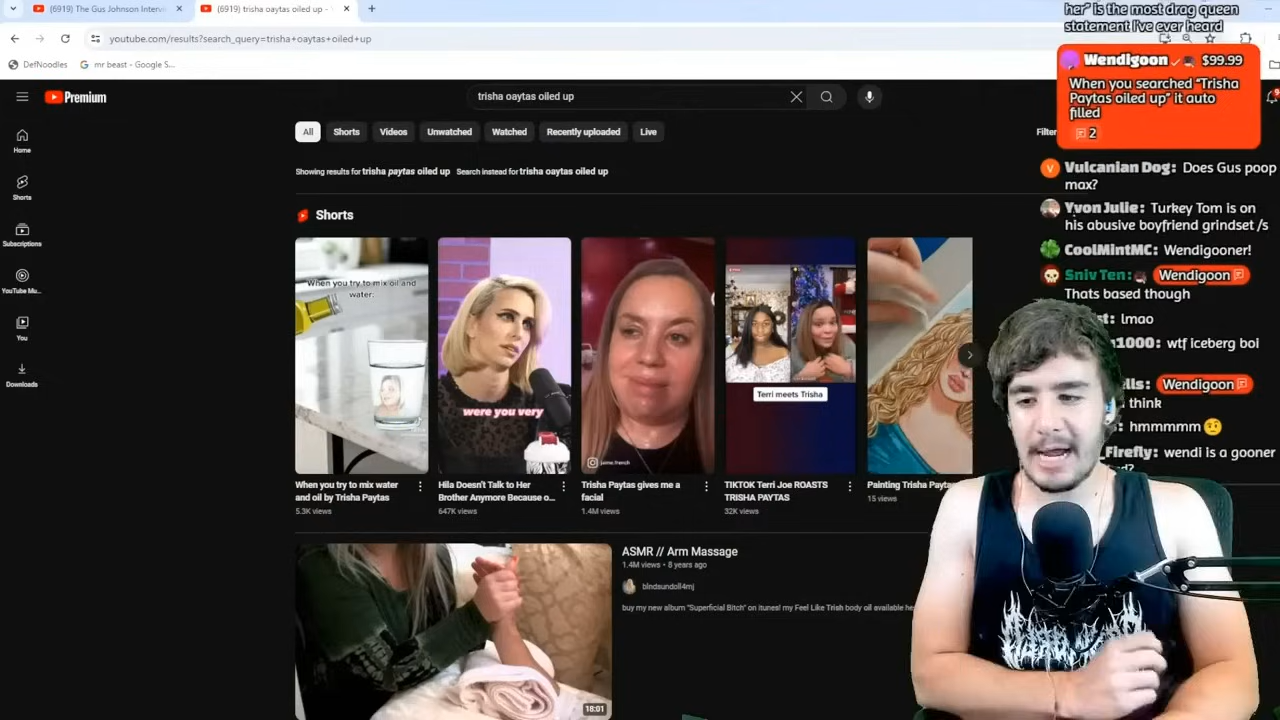 (6919) The Gus Johnson Intervi
(6919) trisha oaytas oiled up -
youtube.com/results?search_query=trisha+oaytas+oiled+up
DefNoodles
mr beast - Google S...
Premium
trisha oaytas oiled up
All
Shorts
Videos
Unwatched
Watched
Recently uploaded
Live
Filter
Home
Shorts
Subscriptions
YouTube Mu...
You
Downloads
Showing results for trisha paytas oiled up Search instead for trisha oaytas oiled up
Shorts
When you try to mix oil and
water:
were you very
Terri meets Trisha
When you try to mix water
and oil by Trisha Paytas
5.3K views
Hila Doesn't Talk to Her
Brother Anymore Because o...
647K views
Trisha Paytas gives me a
facial
1.4M views
TIKTOK Terri Joe ROASTS
TRISHA PAYTAS
32K views
Painting Trisha Paytas
15 views
18:01
ASMR // Arm Massage
1.4M views • 8 years ago
blndsundoll4mj
buy my new album "Superficial Bitch" on itunes! my Feel Like Trish body oil available he
her" is the most drag queen
statement I've ever heard
Wendigoon $99.99
When you searched "Trisha
Paytas oiled up" it auto
filled
2
V
Vulcanian Dog: Does Gus poop
max?
Yvon Julie: Turkey Tom is on
his abusive boyfriend grindset /s
CoolMintMC: Wendigooner!
Sniv Ten: Wendigoon
Thats based though
st: lmao
n1000: wtf iceberg boi
ells: Wendigoon
I think
s: hmmmmm 🤨
_Firefly: wendi is a gooner